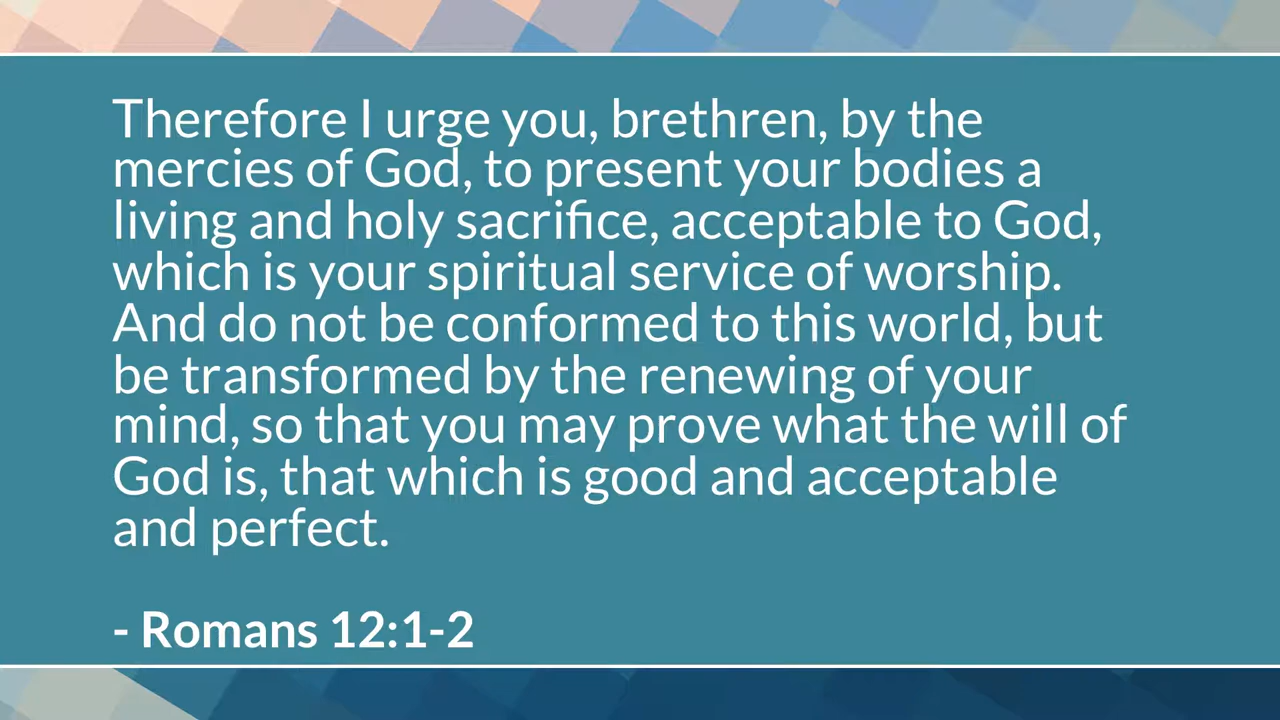 Therefore I urge you, brethren, by the
mercies of God, to present your bodies a
living and holy sacrifice, acceptable to God,
which is your spiritual service of worship.
And do not be conformed to this world, but
be transformed by the renewing of your
mind, so that you may prove what the will of
God is, that which is good and acceptable
and perfect.
- Romans 12:1-2